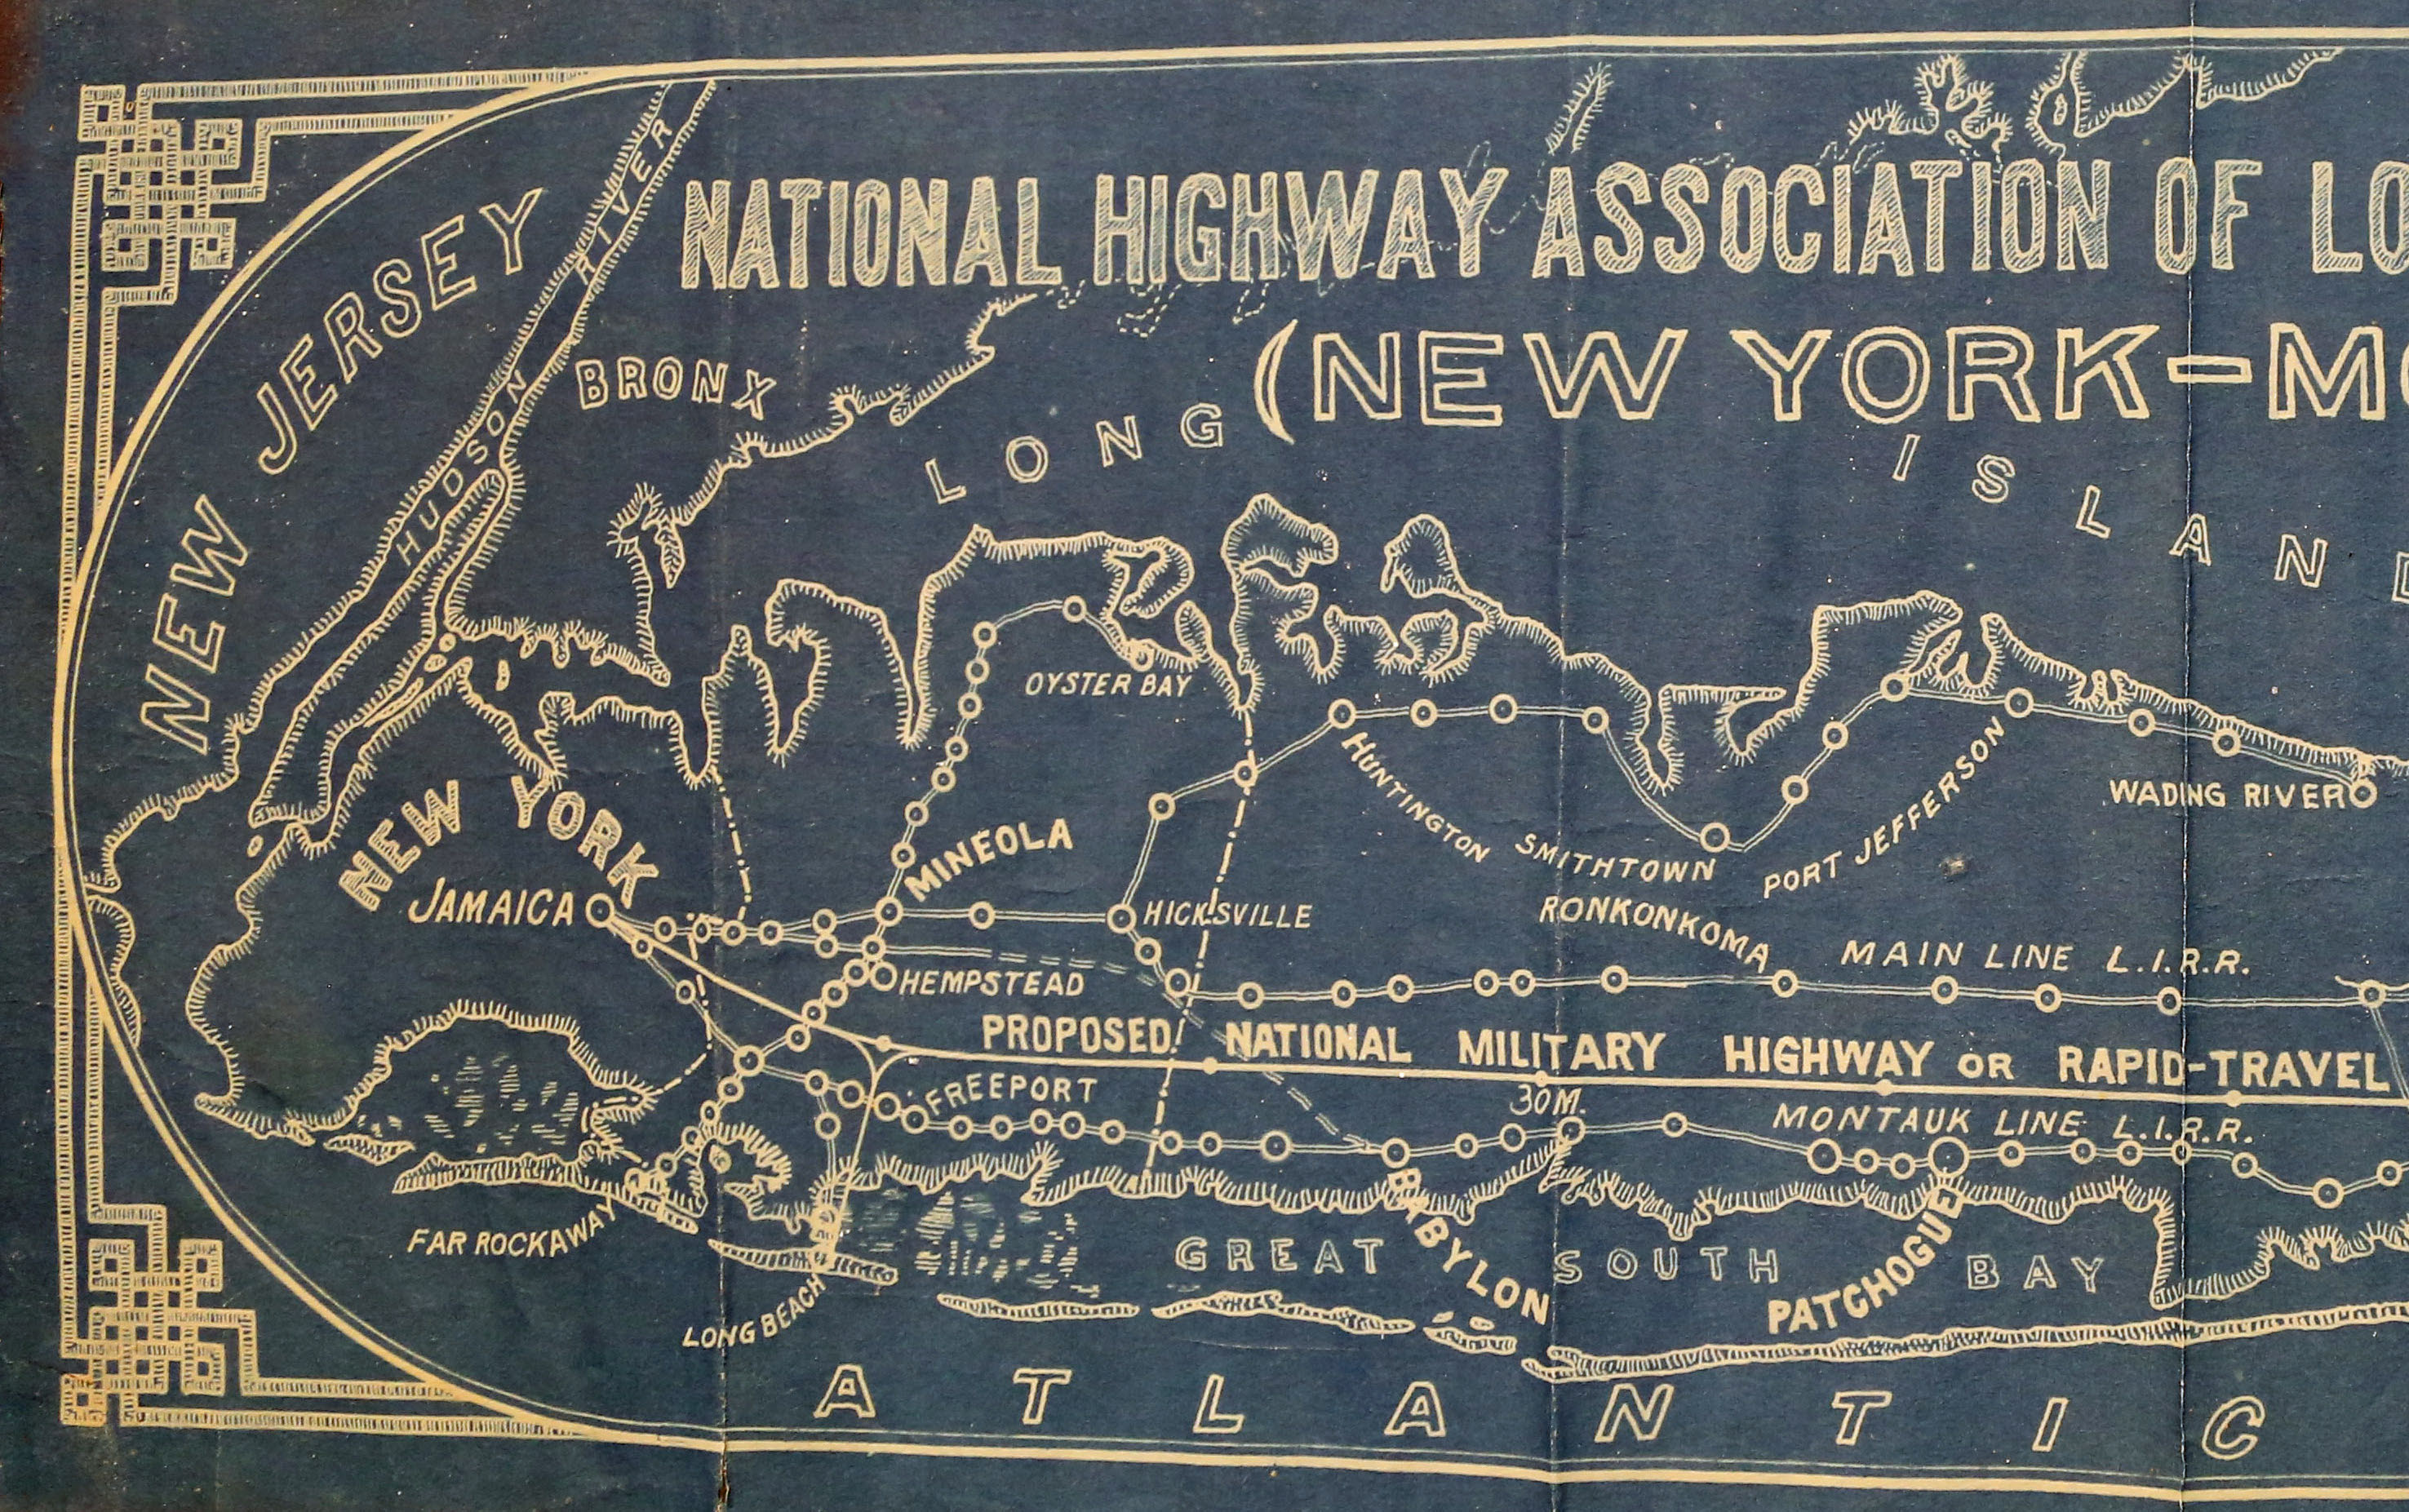 NATIONAL HIGHWAY ASSOCIATION OF LO
(NEW YORK-M
NEW JERSEY
HUDSON RIVER
BRONX
LONG ISLAND
OYSTER BAY
NEW YORK
MINEOLA
HUNTINGTON
SMITHTOWN
PORT JEFFERSON
WADING RIVER
JAMAICA
HICKSVILLE
RONKONKOMA
MAIN LINE L.I.R.R.
HEMPSTEAD
PROPOSED NATIONAL MILITARY HIGHWAY OR RAPID-TRAVEL
FREEPORT
30M.
MONTAUK LINE L.I.R.R.
FAR ROCKAWAY
LONG BEACH
BABYLON
PATCHOGUE
GREAT SOUTH BAY
ATLANTIC